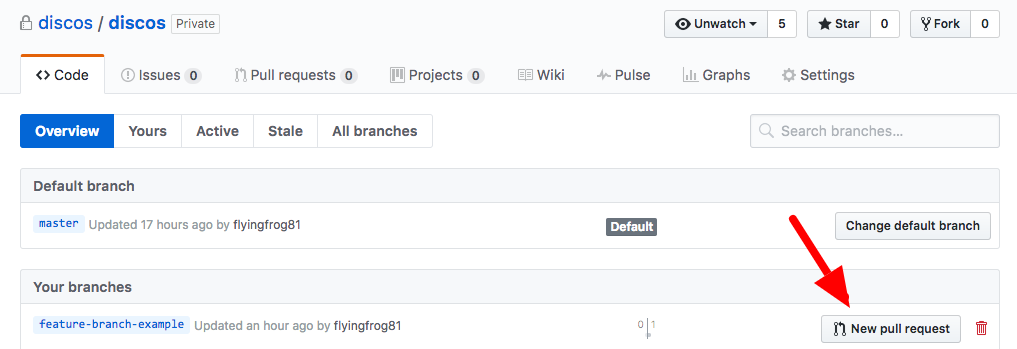 discos / discos Private Unwatch 5 Star 0 Fork 0
Code Issues 0 Pull requests 0 Projects 0 Wiki Pulse Graphs Settings
Overview Yours Active Stale All branches Search branches...
Default branch
master Updated 17 hours ago by flyingfrog81 Default Change default branch
Your branches
feature-branch-example Updated an hour ago by flyingfrog81 0 1 New pull request